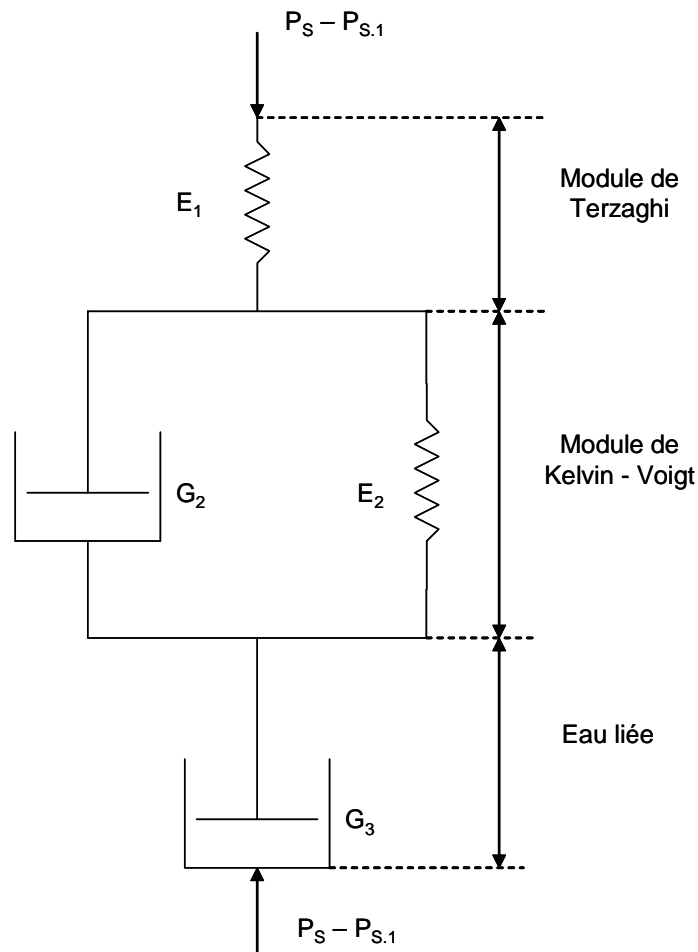 P_S – P_S.1
E_1
Module de
Terzaghi
G_2
E_2
Module de
Kelvin - Voigt
Eau liée
G_3
P_S – P_S.1